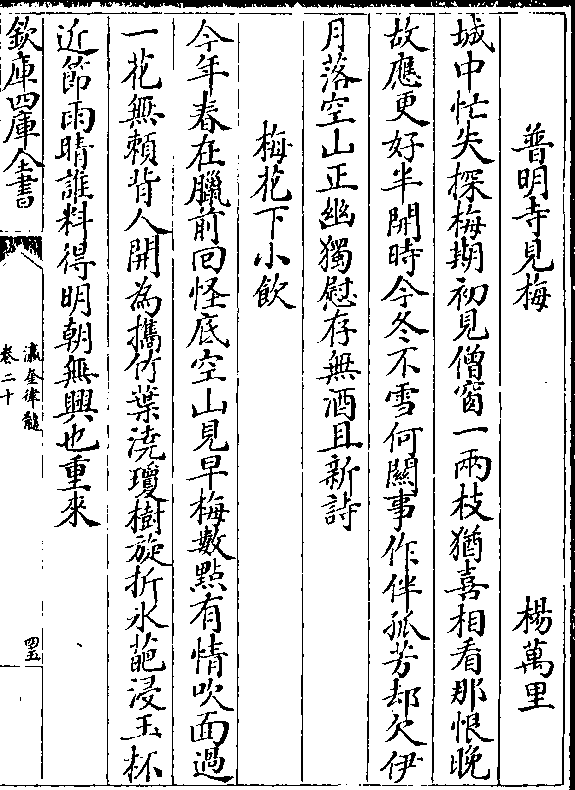 普明寺見梅　楊萬里
城中忙失探梅期初見僧窗一兩枝猶喜相看那恨晚
故應更好半開時今冬不雪何關事作伴孤芳却欠伊
月落空山正幽獨慰存無酒且新詩
梅花下小飲
今年春在臘前回怪底空山見早梅數點有情吹面過
一花無賴背人開為攜竹葉澆瓊樹旋折氷葩浸玉杯
近節雨晴誰料得明朝無興也重來
欽庫四庫全書
瀛奎律髓
卷二十
四五